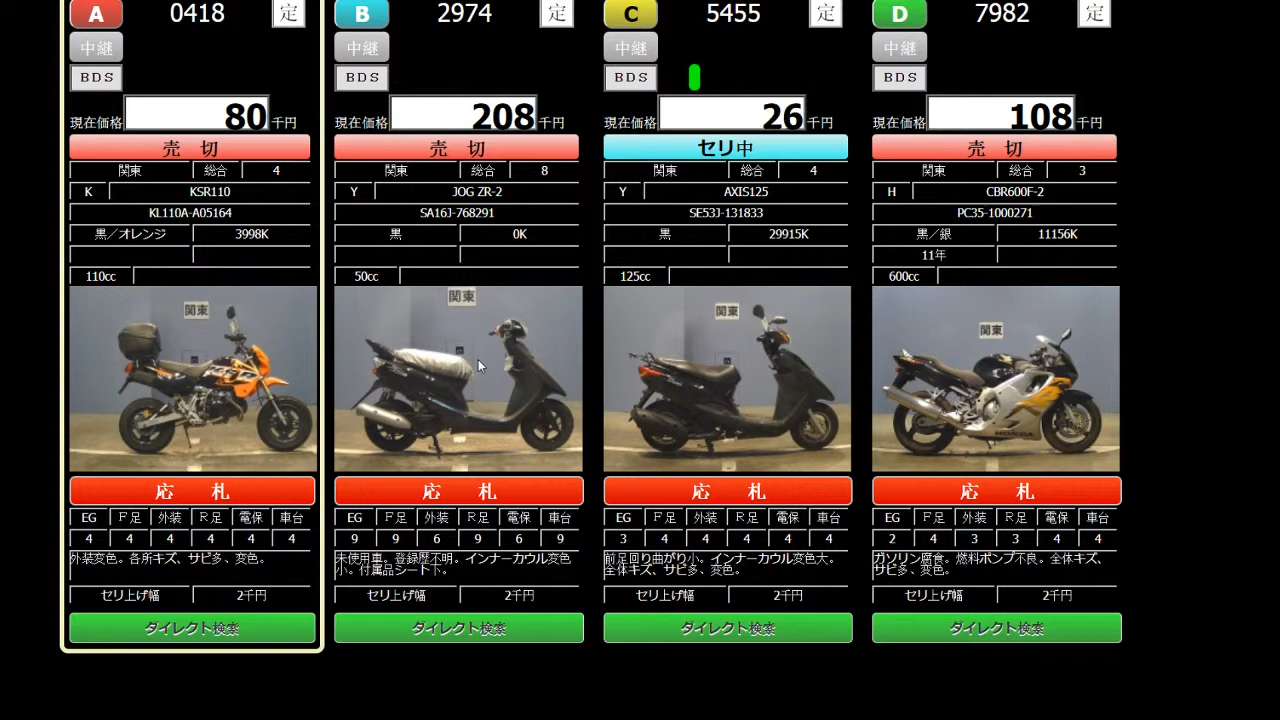 A 0418 定
中継
BDS
現在価格 80 千円
売 切
関東 総合 4
K KSR110
KL110A-A05164
黒/オレンジ 3998K
110cc
関東
応 札
EG F足 外装 R足 電保 車台
4 4 4 4 4 4
外装変色。各所キズ、サビ多、変色。
セリ上げ幅 2千円
ダイレクト検索
B 2974 定
中継
BDS
現在価格 208 千円
売 切
関東 総合 8
Y JOG ZR-2
SA16J-768291
黒 0K
50cc
関東
応 札
EG F足 外装 R足 電保 車台
9 9 6 9 6 9
未使用車。登録歴不明。インナーカウル変色
小。付属品シート下。
セリ上げ幅 2千円
ダイレクト検索
C 5455 定
中継
BDS
現在価格 26 千円
セリ中
関東 総合 4
Y AXIS125
SE53J-131833
黒 29915K
125cc
関東
応 札
EG F足 外装 R足 電保 車台
3 4 4 4 4 4
前足回り曲がり小。インナーカウル変色大。
全体キズ、サビ多、変色。
セリ上げ幅 2千円
ダイレクト検索
D 7982 定
中継
BDS
現在価格 108 千円
売 切
関東 総合 3
H CBR600F-2
PC35-1000271
黒/銀 11156K
11年
600cc
関東
応 札
EG F足 外装 R足 電保 車台
2 4 3 3 4 4
ガソリン腐食。燃料ポンプ不良。全体キズ、
サビ多、変色。
セリ上げ幅 2千円
ダイレクト検索